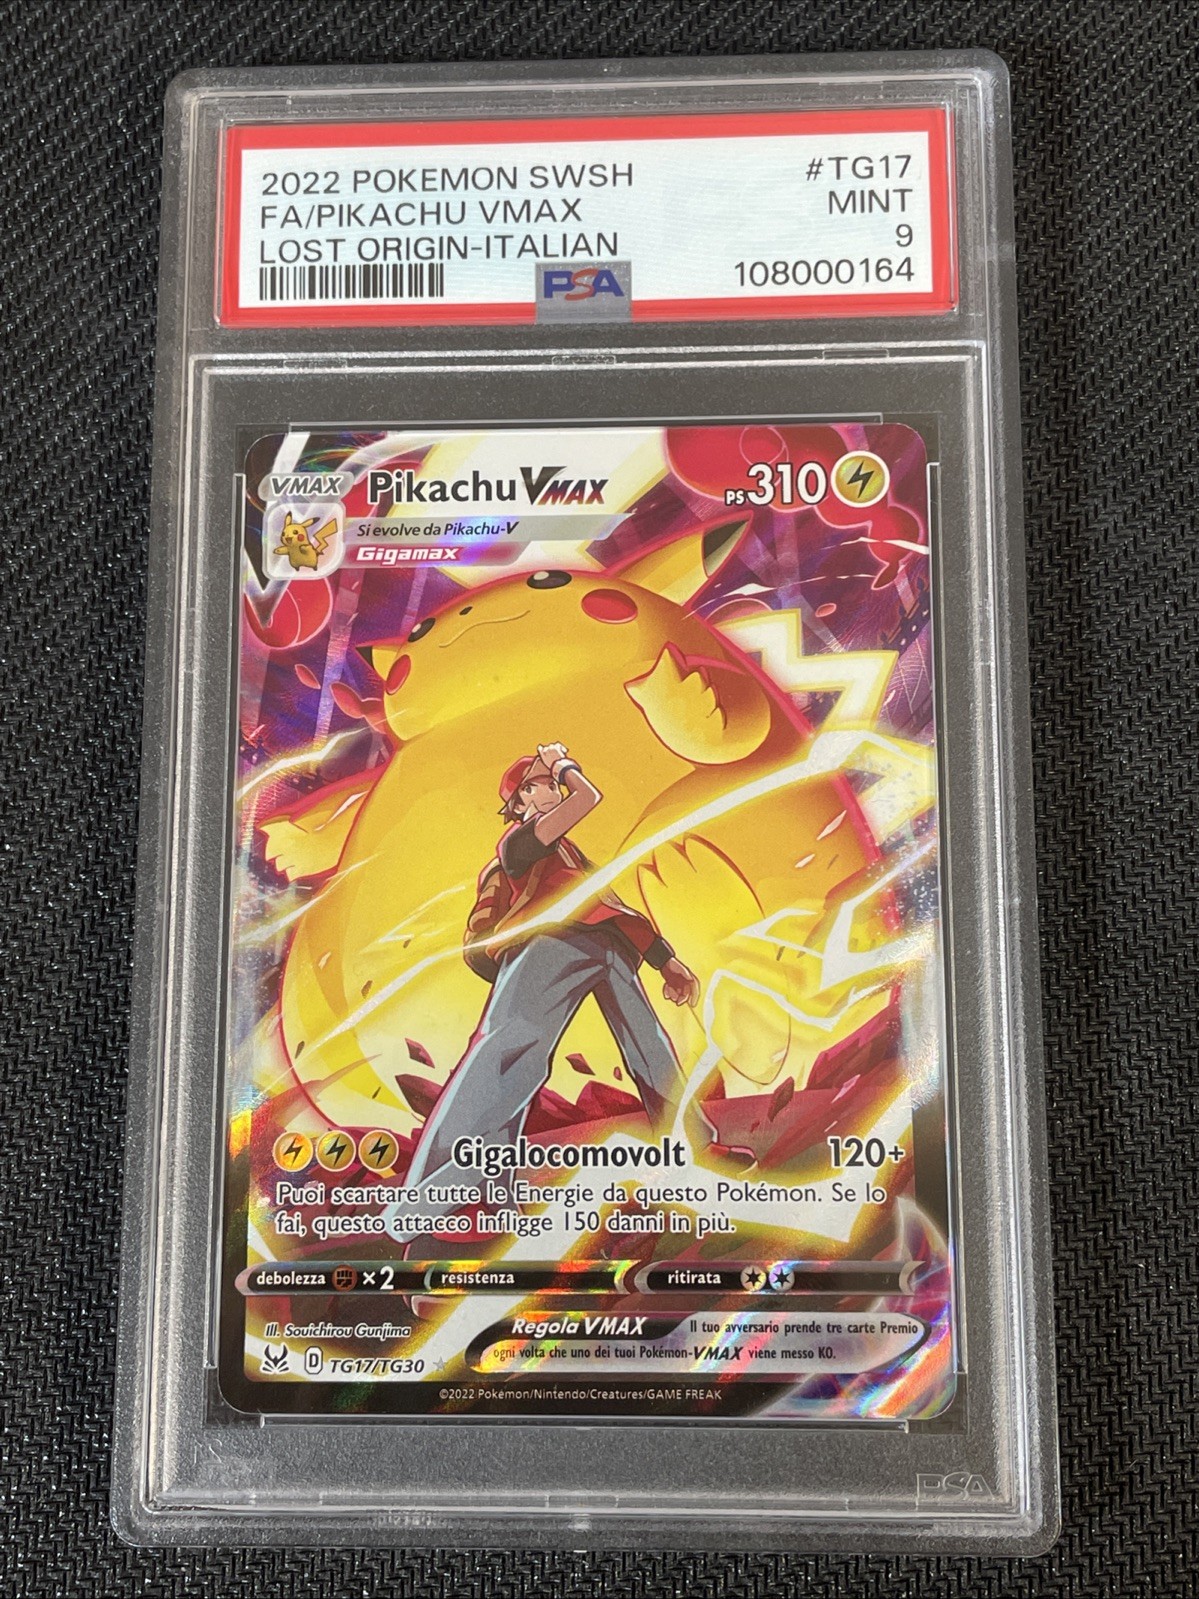 2022 POKEMON SWSH #TG17
FA/PIKACHU VMAX MINT
LOST ORIGIN-ITALIAN 9
PSA 108000164
VMAX Pikachu VMAX PS 310
Si evolve da Pikachu-V
Gigamax
Gigalocomovolt 120+
Puoi scartare tutte le Energie da questo Pokémon. Se lo
fai, questo attacco infligge 150 danni in più.
debolezza ×2 resistenza ritirata
Ill. Souichirou Gunjima
Regola VMAX Il tuo avversario prende tre carte Premio
ogni volta che uno dei tuoi Pokémon-VMAX viene messo KO.
D TG17/TG30
©2022 Pokémon/Nintendo/Creatures/GAME FREAK
PSA